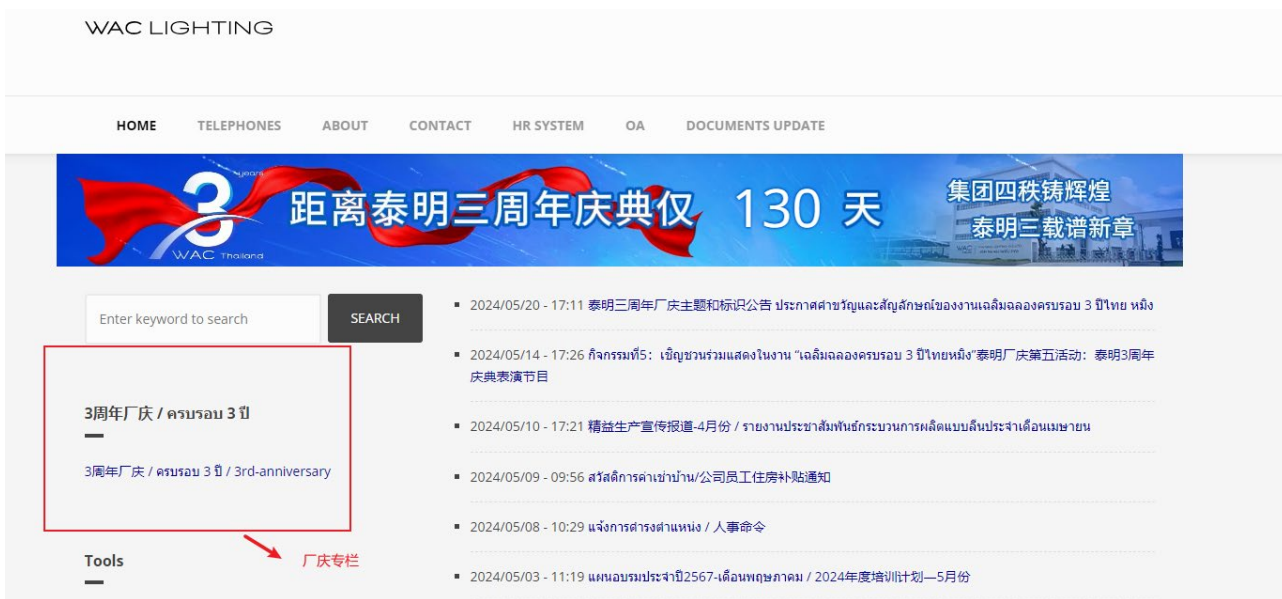 WAC LIGHTING
HOME TELEPHONES ABOUT CONTACT HR SYSTEM OA DOCUMENTS UPDATE
3 years
WAC Thailand
距离泰明三周年庆典仅 130 天
集团四秩铸辉煌
泰明三载谱新章
Enter keyword to search SEARCH
3周年厂庆 / ครบรอบ 3 ปี
3周年厂庆 / ครบรอบ 3 ปี / 3rd-anniversary
厂庆专栏
Tools
2024/05/20 - 17:11 泰明三周年厂庆主题和标识公告 ประกาศคำขวัญและสัญลักษณ์ของงานเฉลิมฉลองครบรอบ 3 ปีไทย หมิง
2024/05/14 - 17:26 กิจกรรมที่5：เชิญชวนร่วมแสดงในงาน “เฉลิมฉลองครบรอบ 3 ปีไทยหมิง”泰明厂庆第五活动：泰明3周年
庆典表演节目
2024/05/10 - 17:21 精益生产宣传报道-4月份 / รายงานประชาสัมพันธ์กระบวนการผลิตแบบลีนประจำเดือนเมษายน
2024/05/09 - 09:56 สวัสดิการค่าเช่าบ้าน/公司员工住房补贴通知
2024/05/08 - 10:29 แจ้งการดำรงตำแหน่ง / 人事命令
2024/05/03 - 11:19 แผนอบรมประจำปี2567-เดือนพฤษภาคม / 2024年度培训计划—5月份